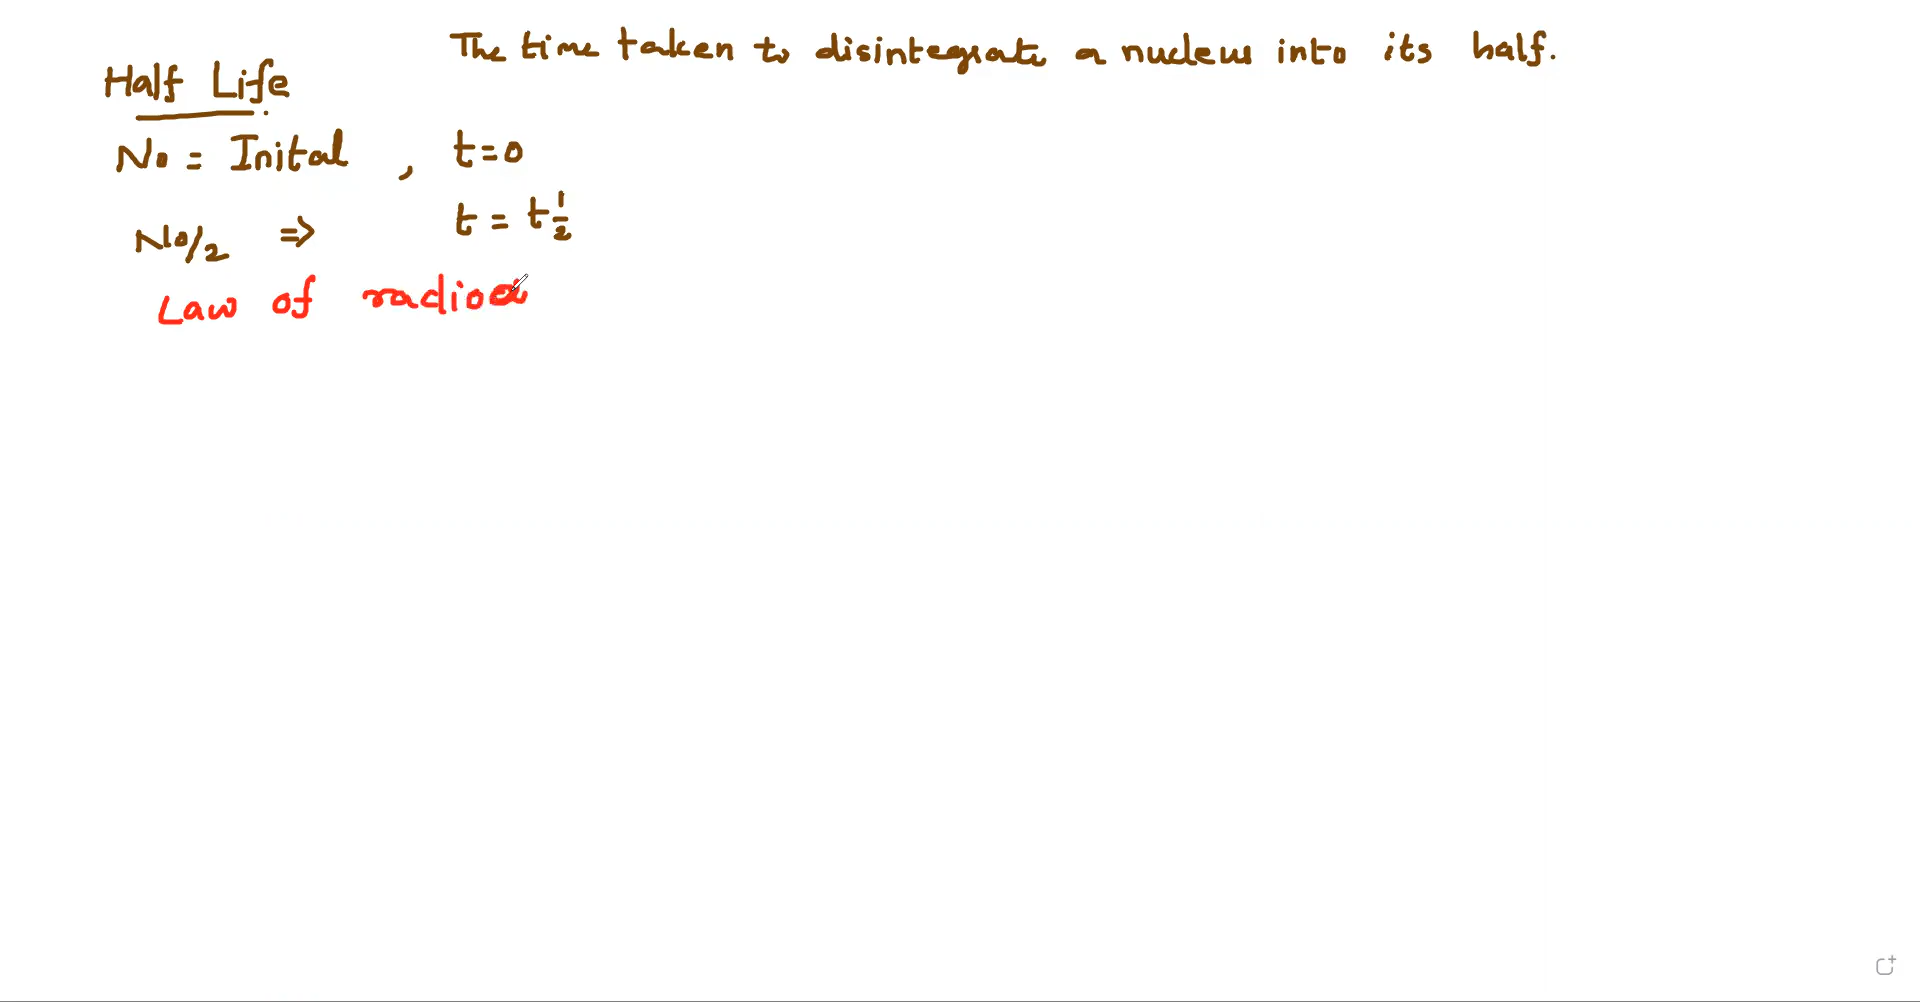 The time taken to disintegrate a nucleus into its half.
Half Life
No = Inital , t=0
No/2 ⇒ t = t½
Law of radioa